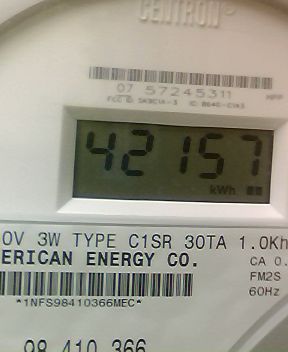 CENTRON®
07 57245311
42157
kWh
0V 3W TYPE C1SR 30TA 1.0Kh
ERICAN ENERGY CO.
CA 0.
FM2S
60Hz
*1NFS98410366MEC*
98 410 366